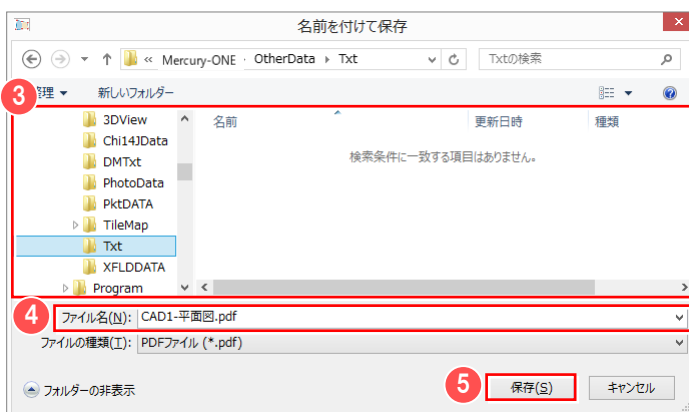 名前を付けて保存
« Mercury-ONE OtherData Txt Txtの検索
3 理 新しいフォルダー
3DView
名前 更新日時 種類
Chi14JData
検索条件に一致する項目はありません。
DMTxt
PhotoData
PktDATA
TileMap
Txt
XFLDDATA
Program
4 ファイル名(N): CAD1-平面図.pdf
ファイルの種類(T): PDFファイル (*.pdf)
フォルダーの非表示 5 保存(S) キャンセル